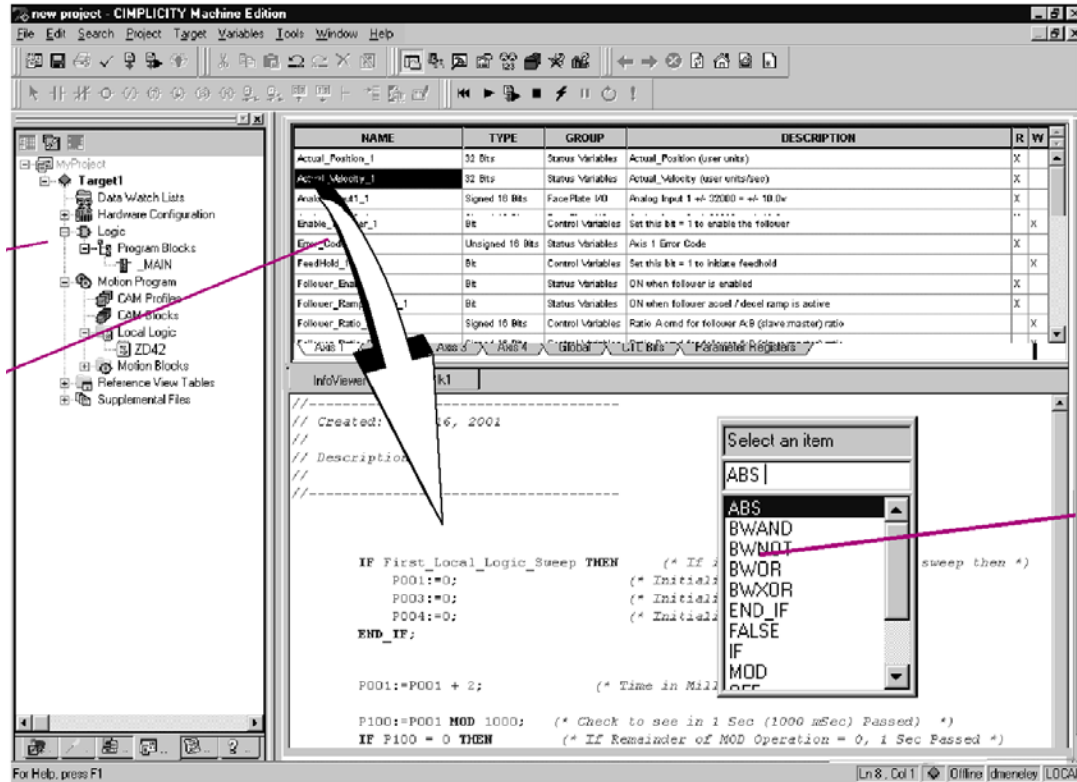 new project - CIMPLICITY Machine Edition
File Edit Search Project Target Variables Tools Window Help
MyProject
Target1
Data Watch Lists
Hardware Configuration
Logic
Program Blocks
_MAIN
Motion Program
CAM Profiles
CAM Blocks
Local Logic
ZD42
Motion Blocks
Reference View Tables
Supplemental Files
NAME TYPE GROUP DESCRIPTION R W
Actual_Position_1 32 Bits Status Variables Actual_Position (user units) X
Actual_Velocity_1 32 Bits Status Variables Actual_Velocity (user units/sec) X
Signed 16 Bits FacePlate I/O Analog Input 1 +/- 32000 = +/- 10.0v X
Bit Control Variables Set this bit = 1 to enable the follower X
Unsigned 16 Bits Status Variables Axis 1 Error Code X
Bit Control Variables Set this bit = 1 to initiate feedhold X
Bit Status Variables ON when follower is enabled X
Bit Status Variables ON when follower accel / decel ramp is active X
Signed 16 Bits Control Variables Ratio A cmd for follower A:B (slave:master) ratio X
Axis 3 Axis 4 Global CTL Bits Parameter Registers
InfoViewer
//-----------------------------------
// Created: 16, 2001
//
// Description
//
//-----------------------------------
IF First_Local_Logic_Sweep THEN (* If sweep then *)
P001:=0; (*
P003:=0; (*
P004:=0; (*
END_IF;
P001:=P001 + 2; (* Time in
P100:=P001 MOD 1000; (* Check to see in 1 Sec (1000 mSec) Passed) *)
IF P100 = 0 THEN (* If Remainder of MOD Operation = 0, 1 Sec Passed *)
Select an item
ABS
ABS
BWAND
BWNOT
BWOR
BWXOR
END_IF
FALSE
IF
MOD
For Help, press F1
Ln 8, Col 1 Offline dmeneley LOCAL